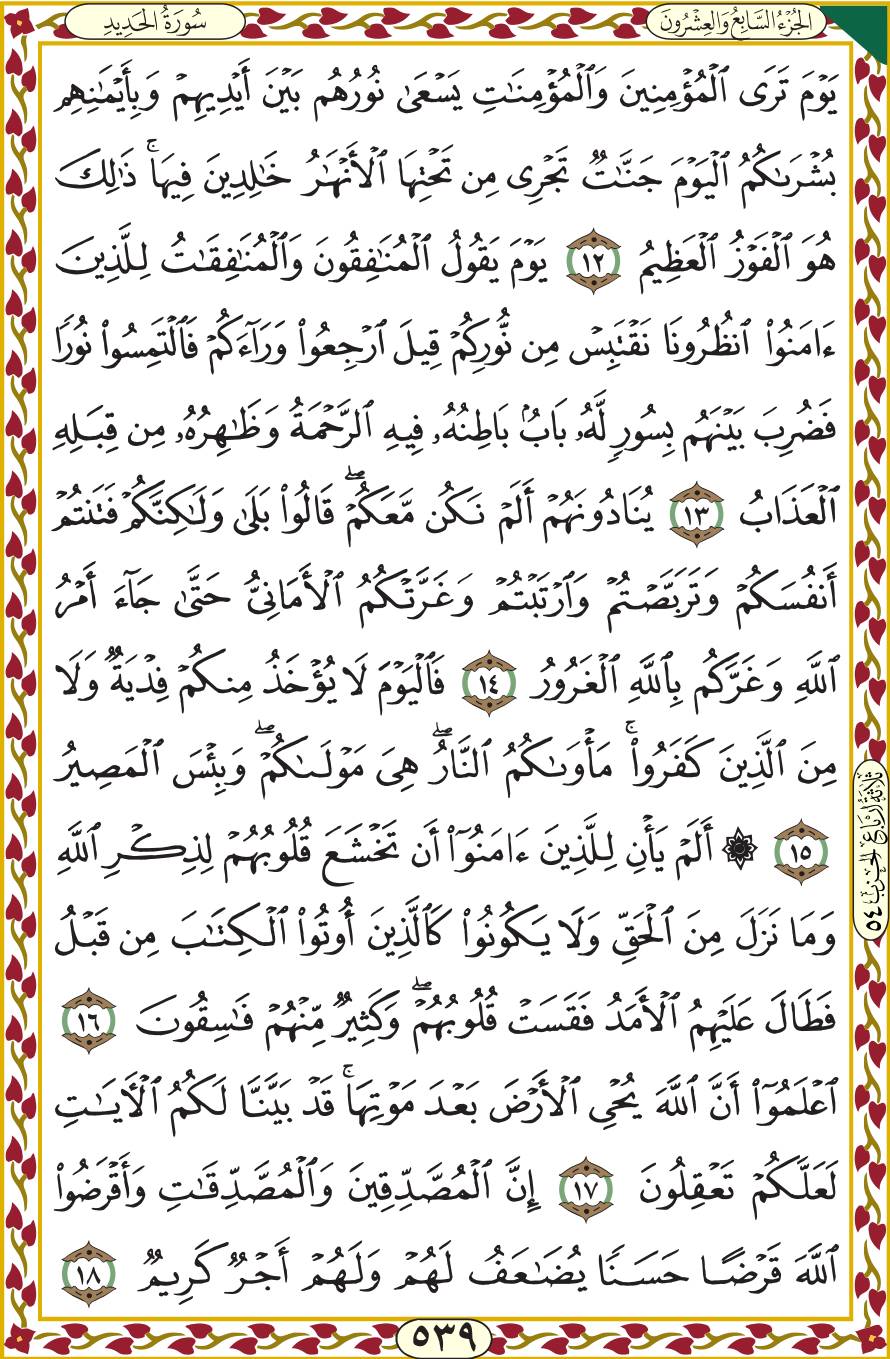 الجُزْءُ السَّابِعُ وَالعِشْرُونَ
سُورَةُ الحَدِيدِ
يَوْمَ تَرَى ٱلْمُؤْمِنِينَ وَٱلْمُؤْمِنَٰتِ يَسْعَىٰ نُورُهُم بَيْنَ أَيْدِيهِمْ وَبِأَيْمَٰنِهِم
بُشْرَىٰكُمُ ٱلْيَوْمَ جَنَّٰتٌ تَجْرِى مِن تَحْتِهَا ٱلْأَنْهَٰرُ خَٰلِدِينَ فِيهَا ۚ ذَٰلِكَ
هُوَ ٱلْفَوْزُ ٱلْعَظِيمُ ١٢ يَوْمَ يَقُولُ ٱلْمُنَٰفِقُونَ وَٱلْمُنَٰفِقَٰتُ لِلَّذِينَ
ءَامَنُوا۟ ٱنظُرُونَا نَقْتَبِسْ مِن نُّورِكُمْ قِيلَ ٱرْجِعُوا۟ وَرَآءَكُمْ فَٱلْتَمِسُوا۟ نُورًا
فَضُرِبَ بَيْنَهُم بِسُورٍ لَّهُۥ بَابٌۢ بَاطِنُهُۥ فِيهِ ٱلرَّحْمَةُ وَظَٰهِرُهُۥ مِن قِبَلِهِ
ٱلْعَذَابُ ١٣ يُنَادُونَهُمْ أَلَمْ نَكُن مَّعَكُمْ ۖ قَالُوا۟ بَلَىٰ وَلَٰكِنَّكُمْ فَتَنتُمْ
أَنفُسَكُمْ وَتَرَبَّصْتُمْ وَٱرْتَبْتُمْ وَغَرَّتْكُمُ ٱلْأَمَانِىُّ حَتَّىٰ جَآءَ أَمْرُ
ٱللَّهِ وَغَرَّكُم بِٱللَّهِ ٱلْغَرُورُ ١٤ فَٱلْيَوْمَ لَا يُؤْخَذُ مِنكُمْ فِدْيَةٌ وَلَا
مِنَ ٱلَّذِينَ كَفَرُوا۟ ۚ مَأْوَىٰكُمُ ٱلنَّارُ ۖ هِىَ مَوْلَىٰكُمْ ۖ وَبِئْسَ ٱلْمَصِيرُ
١٥ ۞ أَلَمْ يَأْنِ لِلَّذِينَ ءَامَنُوٓا۟ أَن تَخْشَعَ قُلُوبُهُمْ لِذِكْرِ ٱللَّهِ
وَمَا نَزَلَ مِنَ ٱلْحَقِّ وَلَا يَكُونُوا۟ كَٱلَّذِينَ أُوتُوا۟ ٱلْكِتَٰبَ مِن قَبْلُ
فَطَالَ عَلَيْهِمُ ٱلْأَمَدُ فَقَسَتْ قُلُوبُهُمْ ۖ وَكَثِيرٌ مِّنْهُمْ فَٰسِقُونَ ١٦
ٱعْلَمُوٓا۟ أَنَّ ٱللَّهَ يُحْىِ ٱلْأَرْضَ بَعْدَ مَوْتِهَا ۚ قَدْ بَيَّنَّا لَكُمُ ٱلْءَايَٰتِ
لَعَلَّكُمْ تَعْقِلُونَ ١٧ إِنَّ ٱلْمُصَّدِّقِينَ وَٱلْمُصَّدِّقَٰتِ وَأَقْرَضُوا۟
ٱللَّهَ قَرْضًا حَسَنًا يُضَٰعَفُ لَهُمْ وَلَهُمْ أَجْرٌ كَرِيمٌ ١٨
ثَلَاثَةُ أَرْبَاعِ الحِزْب ٥٤
٥٣٩